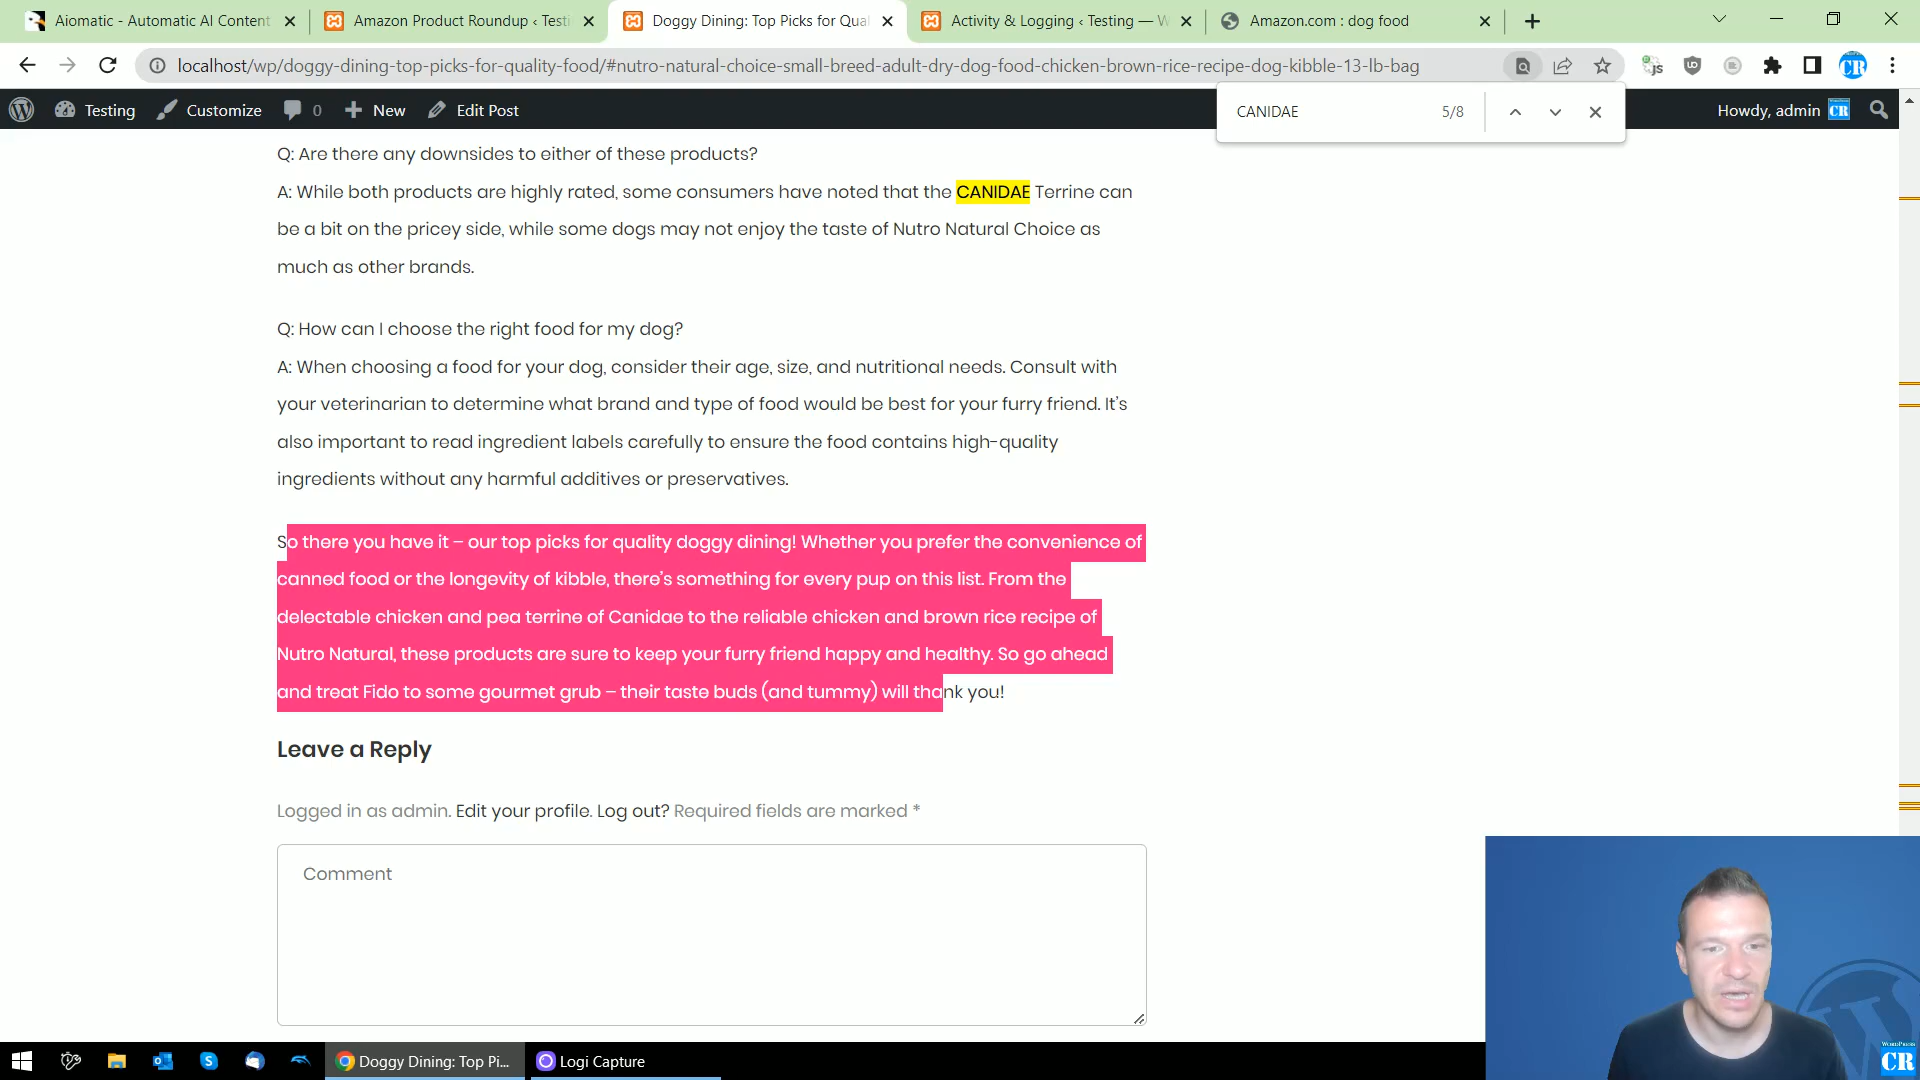 Aiomatic - Automatic AI Content
Amazon Product Roundup ‹ Testi
Doggy Dining: Top Picks for Qual
Activity & Logging ‹ Testing — W
Amazon.com : dog food
localhost/wp/doggy-dining-top-picks-for-quality-food/#nutro-natural-choice-small-breed-adult-dry-dog-food-chicken-brown-rice-recipe-dog-kibble-13-lb-bag
Testing
Customize
0
New
Edit Post
CANIDAE
5/8
Howdy, admin
Q: Are there any downsides to either of these products?
A: While both products are highly rated, some consumers have noted that the CANIDAE Terrine can
be a bit on the pricey side, while some dogs may not enjoy the taste of Nutro Natural Choice as
much as other brands.
Q: How can I choose the right food for my dog?
A: When choosing a food for your dog, consider their age, size, and nutritional needs. Consult with
your veterinarian to determine what brand and type of food would be best for your furry friend. It’s
also important to read ingredient labels carefully to ensure the food contains high-quality
ingredients without any harmful additives or preservatives.
So there you have it – our top picks for quality doggy dining! Whether you prefer the convenience of
canned food or the longevity of kibble, there’s something for every pup on this list. From the
delectable chicken and pea terrine of Canidae to the reliable chicken and brown rice recipe of
Nutro Natural, these products are sure to keep your furry friend happy and healthy. So go ahead
and treat Fido to some gourmet grub – their taste buds (and tummy) will thank you!
Leave a Reply
Logged in as admin. Edit your profile. Log out? Required fields are marked *
Comment
Doggy Dining: Top Pi...
Logi Capture
WORDPRESS
CR